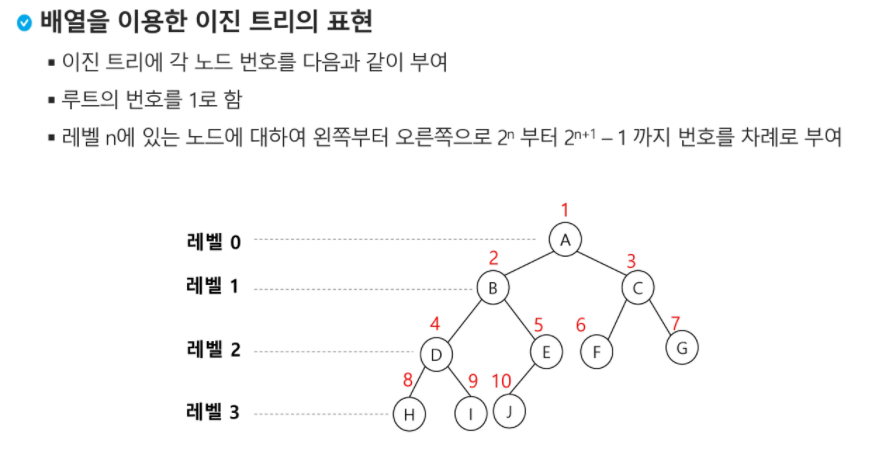 배열을 이용한 이진 트리의 표현
▪ 이진 트리에 각 노드 번호를 다음과 같이 부여
▪ 루트의 번호를 1로 함
▪ 레벨 n에 있는 노드에 대하여 왼쪽부터 오른쪽으로 2ⁿ 부터 2ⁿ⁺¹ – 1 까지 번호를 차례로 부여
1
레벨 0 A
2 3
레벨 1 B C
4 5 6 7
레벨 2 D E F G
8 9 10
레벨 3 H I J